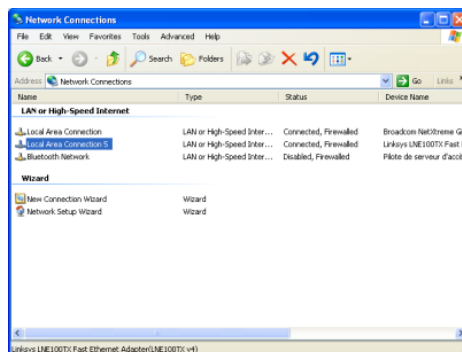 Network Connections
File Edit View Favorites Tools Advanced Help
Back Search Folders
Address Network Connections Go Links
Name Type Status Device Name
LAN or High-Speed Internet
Local Area Connection LAN or High-Speed Inter... Connected, Firewalled Broadcom NetXtreme G
Local Area Connection 5 LAN or High-Speed Inter... Connected, Firewalled Linksys LNE100TX Fast
Bluetooth Network LAN or High-Speed Inter... Disabled, Firewalled Pilote de serveur d'accè
Wizard
New Connection Wizard Wizard
Network Setup Wizard Wizard
Linksys LNE100TX Fast Ethernet Adapter(LNE100TX v4)